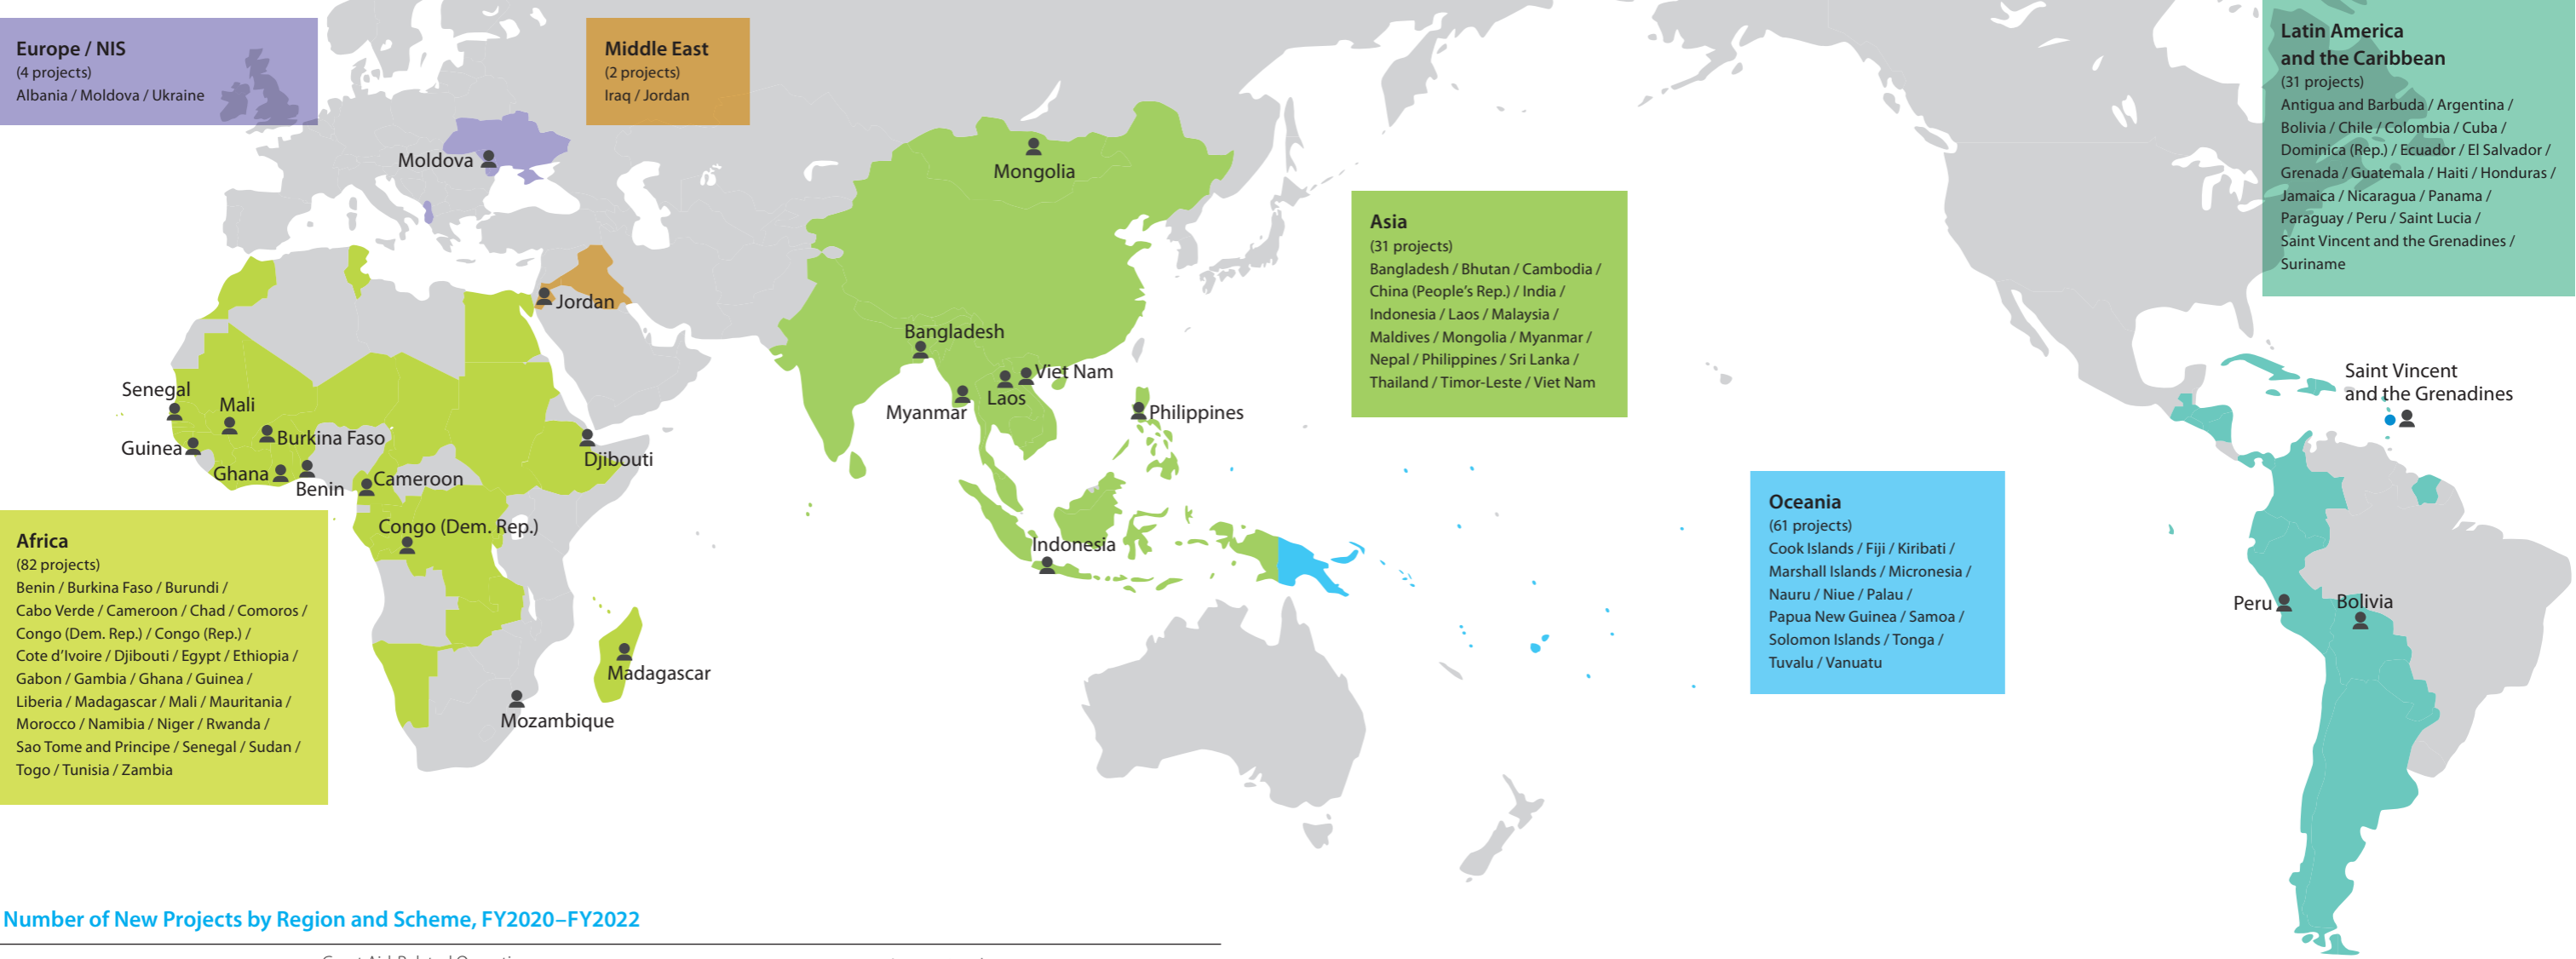 Europe / NIS
(4 projects)
Albania / Moldova / Ukraine
Middle East
(2 projects)
Iraq / Jordan
Latin America
and the Caribbean
(31 projects)
Antigua and Barbuda / Argentina /
Bolivia / Chile / Colombia / Cuba /
Dominica (Rep.) / Ecuador / El Salvador /
Grenada / Guatemala / Haiti / Honduras /
Jamaica / Nicaragua / Panama /
Paraguay / Peru / Saint Lucia /
Saint Vincent and the Grenadines /
Suriname
Moldova
Mongolia
Asia
(31 projects)
Bangladesh / Bhutan / Cambodia /
China (People's Rep.) / India /
Indonesia / Laos / Malaysia /
Maldives / Mongolia / Myanmar /
Nepal / Philippines / Sri Lanka /
Thailand / Timor-Leste / Viet Nam
Jordan
Bangladesh
Viet Nam
Laos
Myanmar
Philippines
Saint Vincent
and the Grenadines
Senegal
Mali
Burkina Faso
Guinea
Djibouti
Ghana
Benin
Cameroon
Congo (Dem. Rep.)
Indonesia
Oceania
(61 projects)
Cook Islands / Fiji / Kiribati /
Marshall Islands / Micronesia /
Nauru / Niue / Palau /
Papua New Guinea / Samoa /
Solomon Islands / Tonga /
Tuvalu / Vanuatu
Africa
(82 projects)
Benin / Burkina Faso / Burundi /
Cabo Verde / Cameroon / Chad / Comoros /
Congo (Dem. Rep.) / Congo (Rep.) /
Cote d'Ivoire / Djibouti / Egypt / Ethiopia /
Gabon / Gambia / Ghana / Guinea /
Liberia / Madagascar / Mali / Mauritania /
Morocco / Namibia / Niger / Rwanda /
Sao Tome and Principe / Senegal / Sudan /
Togo / Tunisia / Zambia
Peru
Bolivia
Madagascar
Mozambique
Number of New Projects by Region and Scheme, FY2020–FY2022